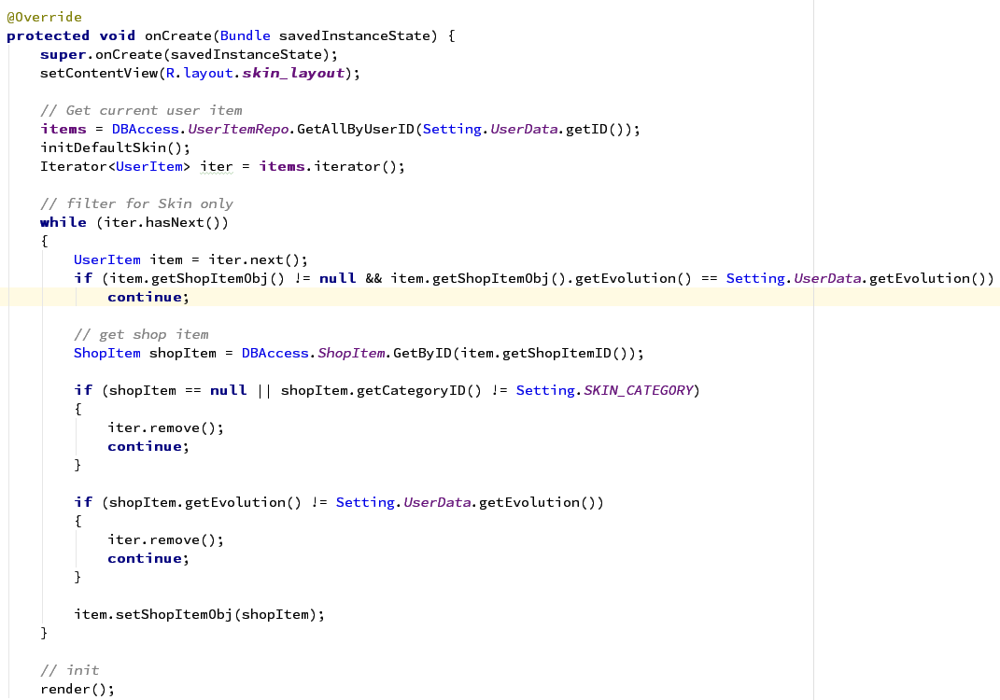 @Override
protected void onCreate(Bundle savedInstanceState) {
    super.onCreate(savedInstanceState);
    setContentView(R.layout.skin_layout);

    // Get current user item
    items = DBAccess.UserItemRepo.GetAllByUserID(Setting.UserData.getID());
    initDefaultSkin();
    Iterator<UserItem> iter = items.iterator();

    // filter for Skin only
    while (iter.hasNext())
    {
        UserItem item = iter.next();
        if (item.getShopItemObj() != null && item.getShopItemObj().getEvolution() == Setting.UserData.getEvolution())
            continue;

        // get shop item
        ShopItem shopItem = DBAccess.ShopItem.GetByID(item.getShopItemID());

        if (shopItem == null || shopItem.getCategoryID() != Setting.SKIN_CATEGORY)
        {
            iter.remove();
            continue;
        }

        if (shopItem.getEvolution() != Setting.UserData.getEvolution())
        {
            iter.remove();
            continue;
        }

        item.setShopItemObj(shopItem);
    }

    // init
    render();